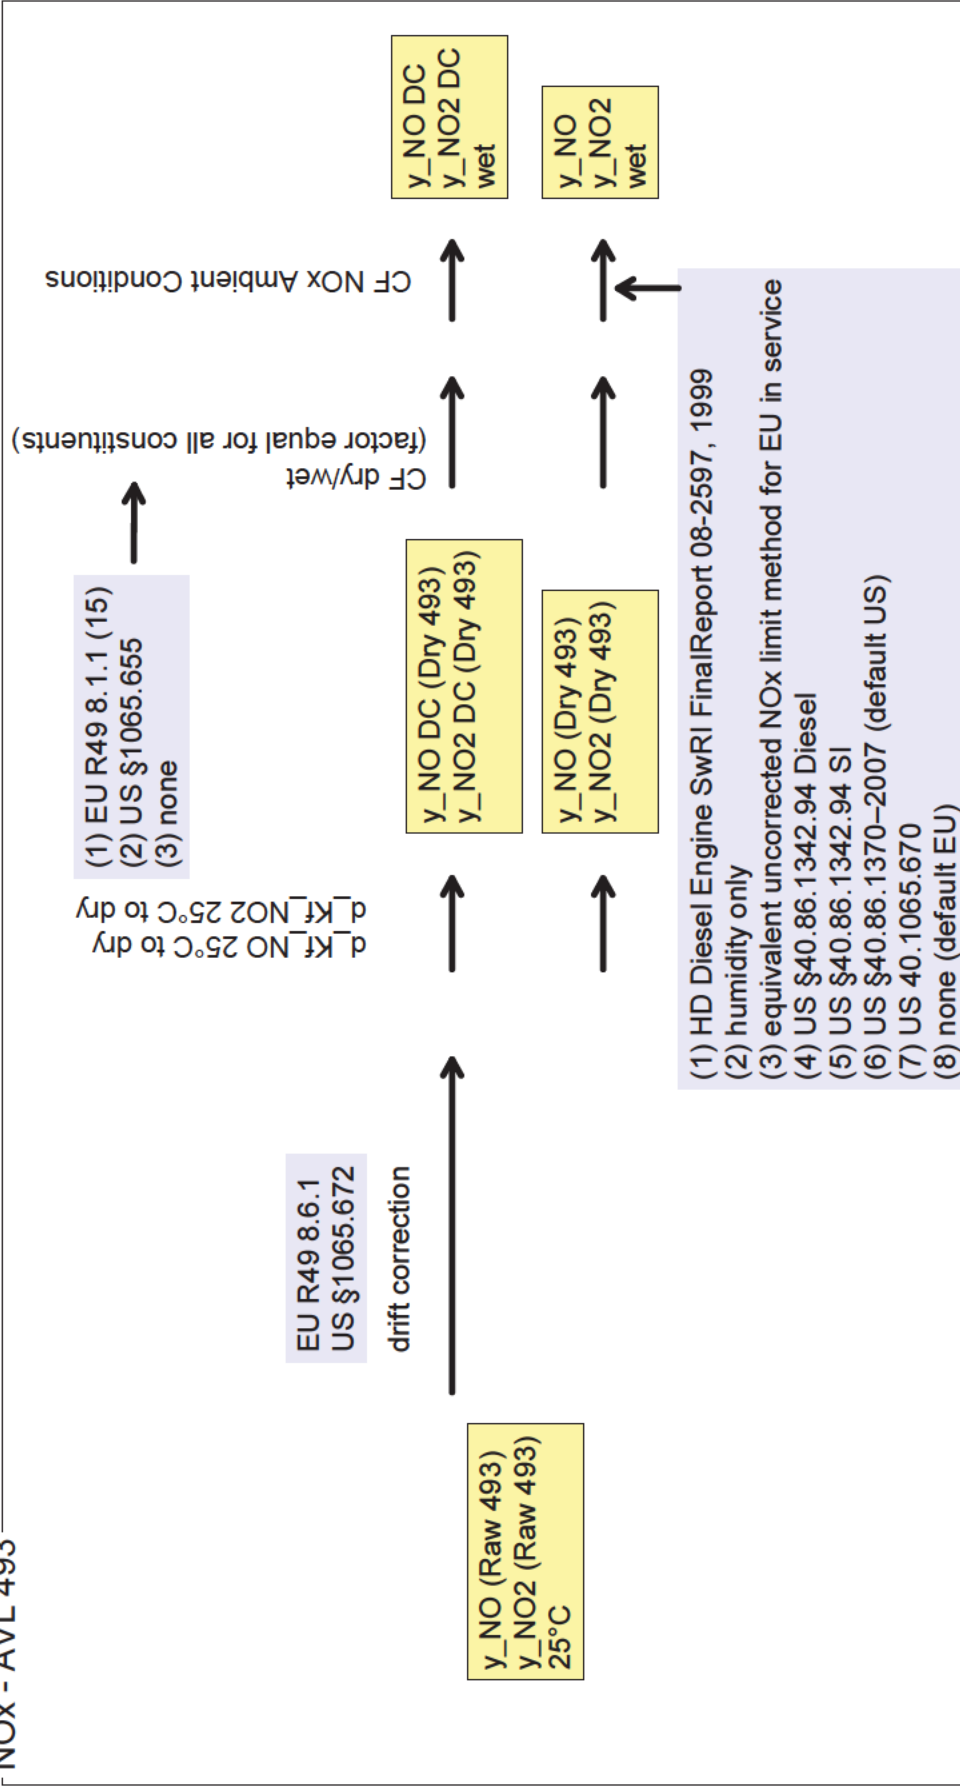 NOx - AVL 493
y_NO (Raw 493)
y_NO2 (Raw 493)
25°C
EU R49 8.6.1
US §1065.672
drift correction
d_Kf_NO 25°C to dry
d_Kf_NO2 25°C to dry
(1) EU R49 8.1.1 (15)
(2) US §1065.655
(3) none
y_NO DC (Dry 493)
y_NO2 DC (Dry 493)
y_NO (Dry 493)
y_NO2 (Dry 493)
CF dry/wet
(factor equal for all constituents)
CF NOx Ambient Conditions
y_NO DC
y_NO2 DC
wet
y_NO
y_NO2
wet
(1) HD Diesel Engine SwRI FinalReport 08-2597, 1999
(2) humidity only
(3) equivalent uncorrected NOx limit method for EU in service
(4) US §40.86.1342.94 Diesel
(5) US §40.86.1342.94 SI
(6) US §40.86.1370–2007 (default US)
(7) US 40.1065.670
(8) none (default EU)